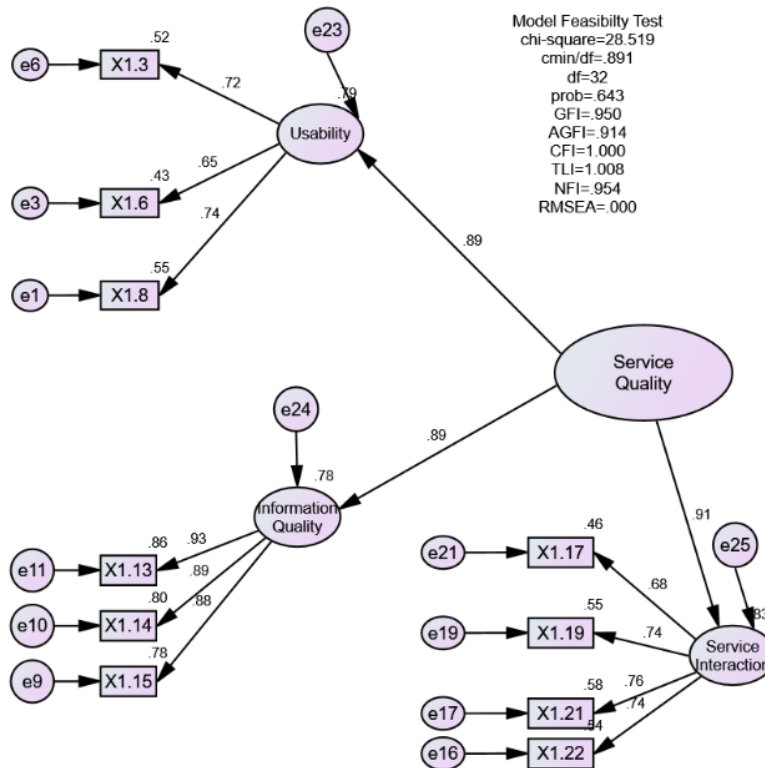 Model Feasibilty Test
chi-square=28.519
cmin/df=.891
df=32
prob=.643
GFI=.950
AGFI=.914
CFI=1.000
TLI=1.008
NFI=.954
RMSEA=.000
e23
.52
e6
X1.3
.72
.79
Usability
.43
.65
e3
X1.6
.74
.89
.55
e1
X1.8
Service
Quality
e24
.89
.78
Information
Quality
.91
.86
.93
e11
X1.13
.89
.80
.88
e10
X1.14
.78
e9
X1.15
.46
e21
X1.17
e25
.68
.55
e19
X1.19
.74
.83
Service
Interaction
.58
.76
e17
X1.21
.74
.54
e16
X1.22